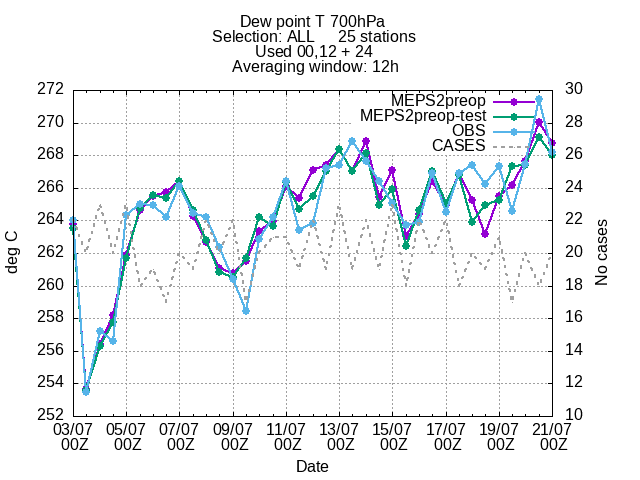 Dew point T 700hPa
Selection: ALL 25 stations
Used 00,12 + 24
Averaging window: 12h
MEPS2preop
MEPS2preop-test
OBS
CASES
272
270
268
266
264
262
260
258
256
254
252
30
28
26
24
22
20
18
16
14
12
10
deg C
No cases
03/07 05/07 07/07 09/07 11/07 13/07 15/07 17/07 19/07 21/07
00Z 00Z 00Z 00Z 00Z 00Z 00Z 00Z 00Z 00Z
Date